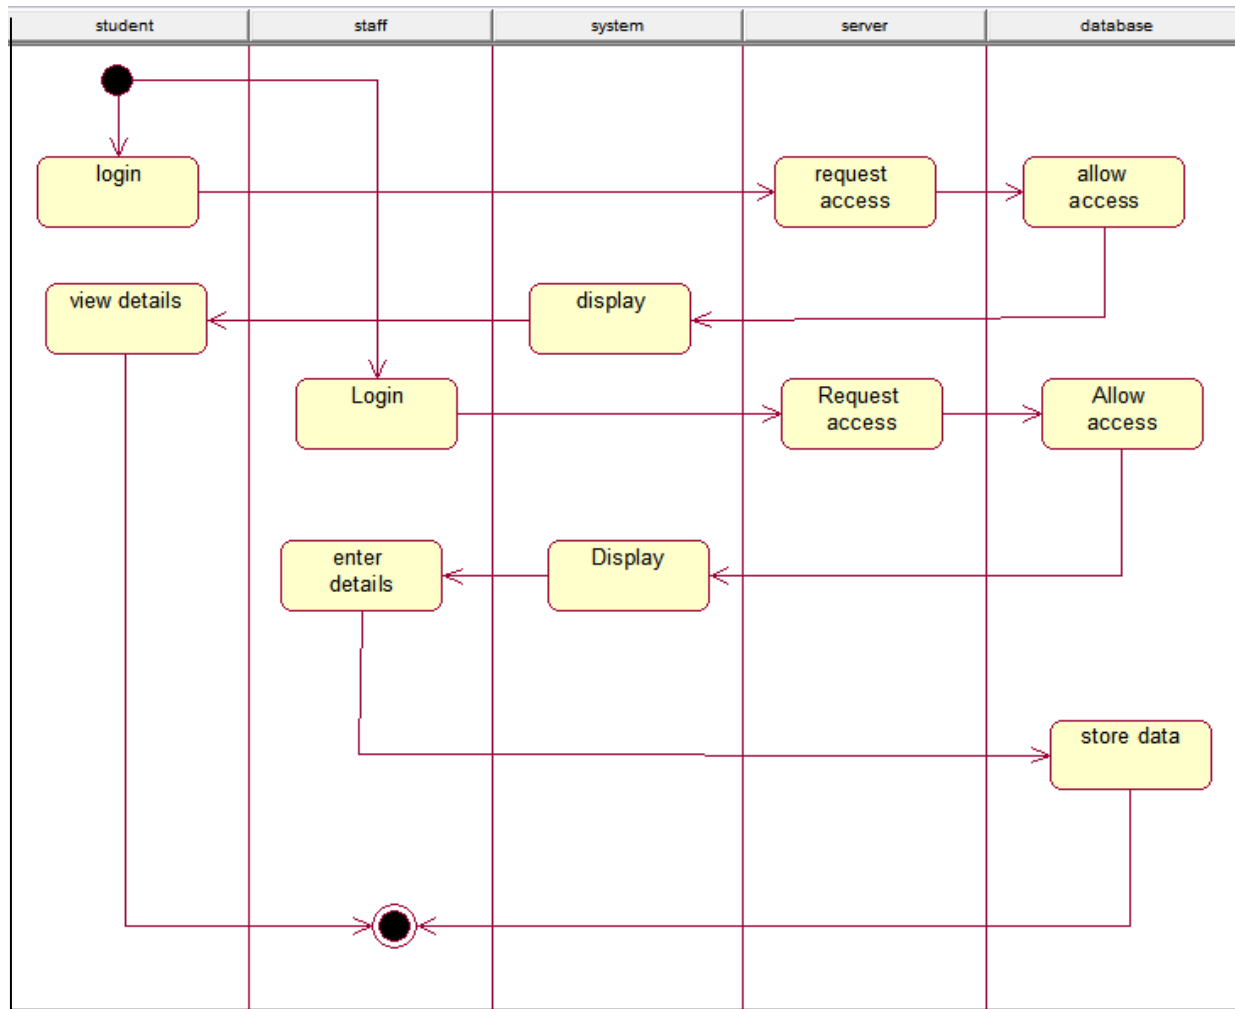 student
staff
system
server
database
login
request
access
allow
access
view details
display
Login
Request
access
Allow
access
enter
details
Display
store data